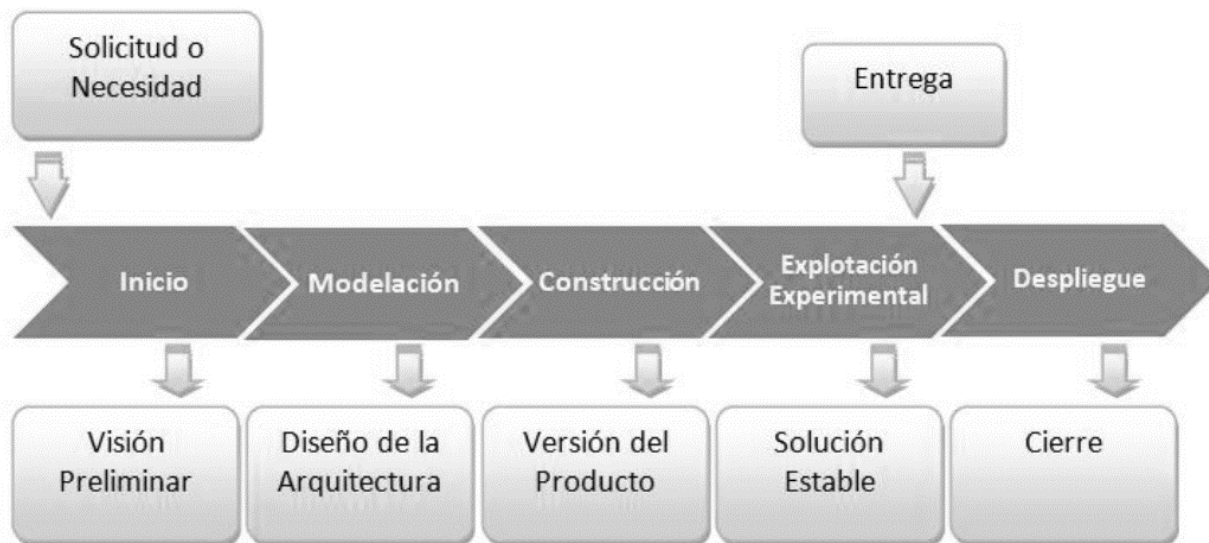 Solicitud o
Necesidad
Entrega
Inicio
Modelación
Construcción
Explotación
Experimental
Despliegue
Visión
Preliminar
Diseño de la
Arquitectura
Versión del
Producto
Solución
Estable
Cierre